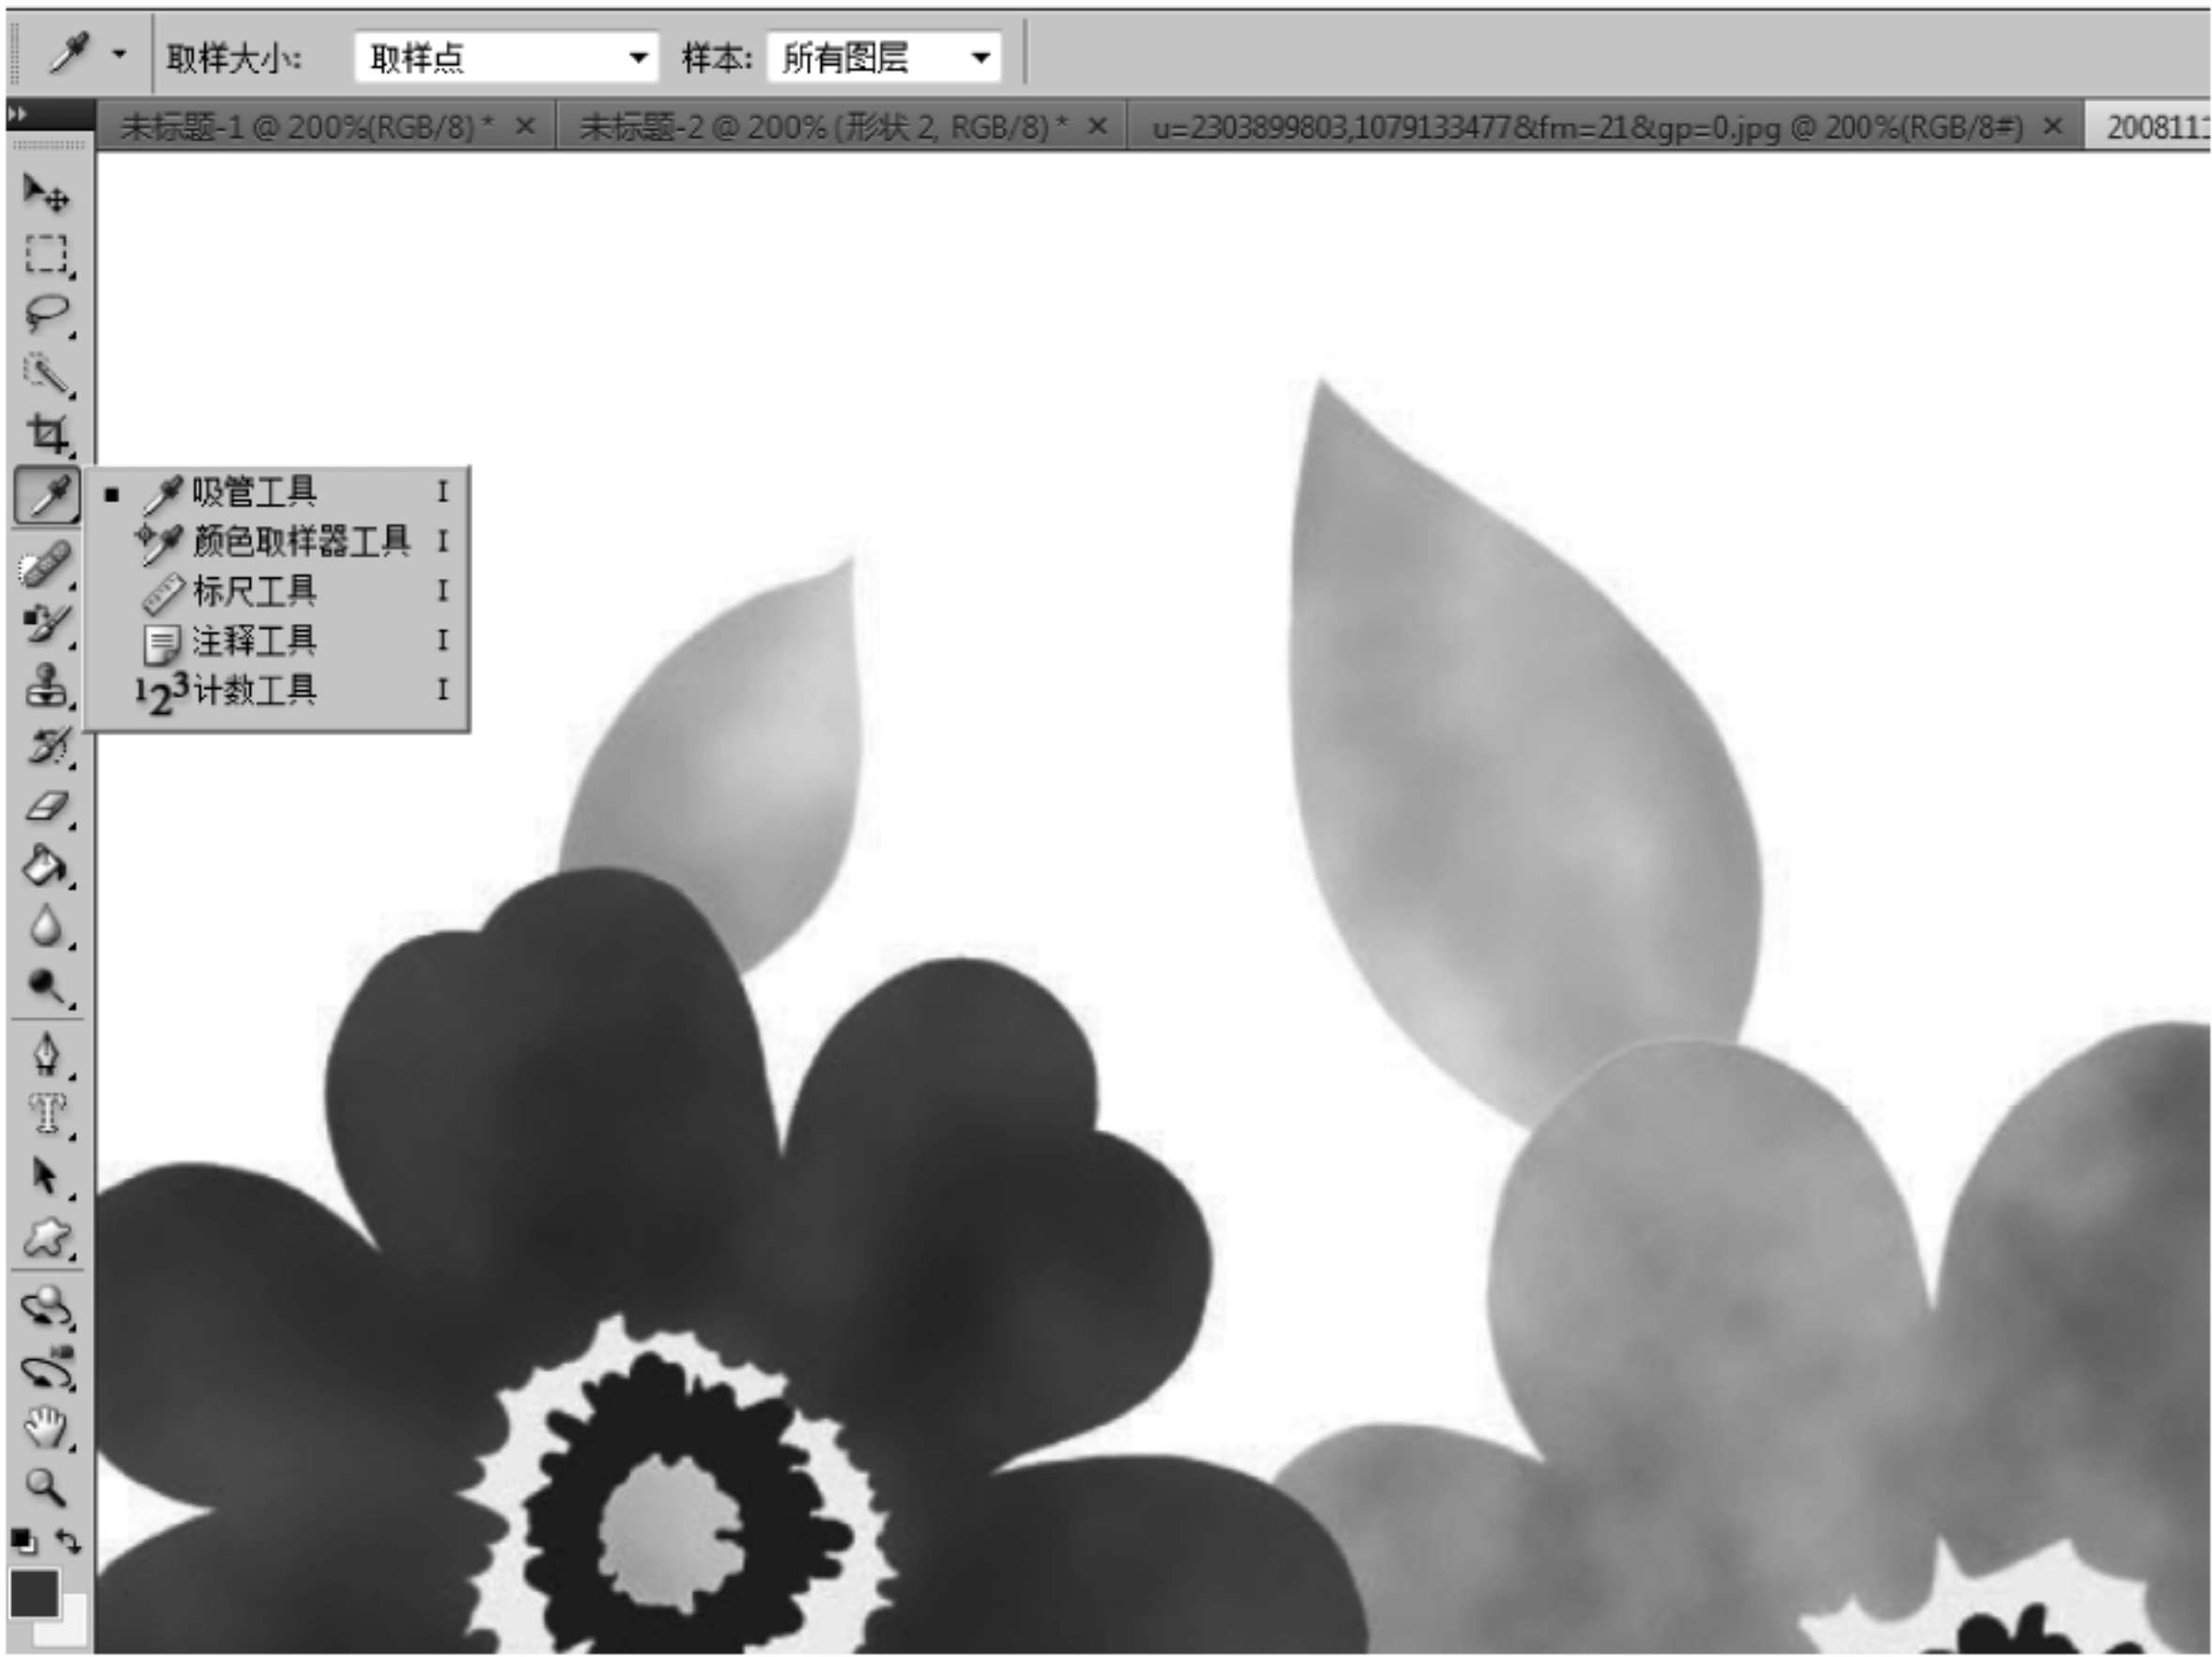 取样大小: 取样点 样本: 所有图层
未标题-1 @ 200%(RGB/8) * × 未标题-2 @ 200% (形状 2, RGB/8) * × u=2303899803,1079133477&fm=21&gp=0.jpg @ 200%(RGB/8#) ×
吸管工具 I
颜色取样器工具 I
标尺工具 I
注释工具 I
123 计数工具 I
T